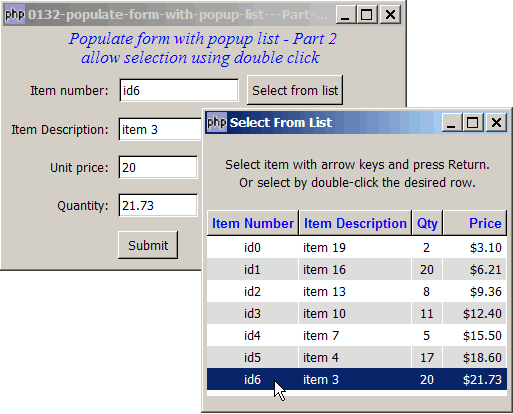 php 0132-populate-form-with-popup-list---Part-...
Populate form with popup list - Part 2
allow selection using double click
Item number: id6 Select from list
Item Description: item 3
Unit price: 20
Quantity: 21.73
Submit
php Select From List
Select item with arrow keys and press Return.
Or select by double-click the desired row.
Item Number Item Description Qty Price
id0 item 19 2 $3.10
id1 item 16 20 $6.21
id2 item 13 8 $9.36
id3 item 10 11 $12.40
id4 item 7 5 $15.50
id5 item 4 17 $18.60
id6 item 3 20 $21.73